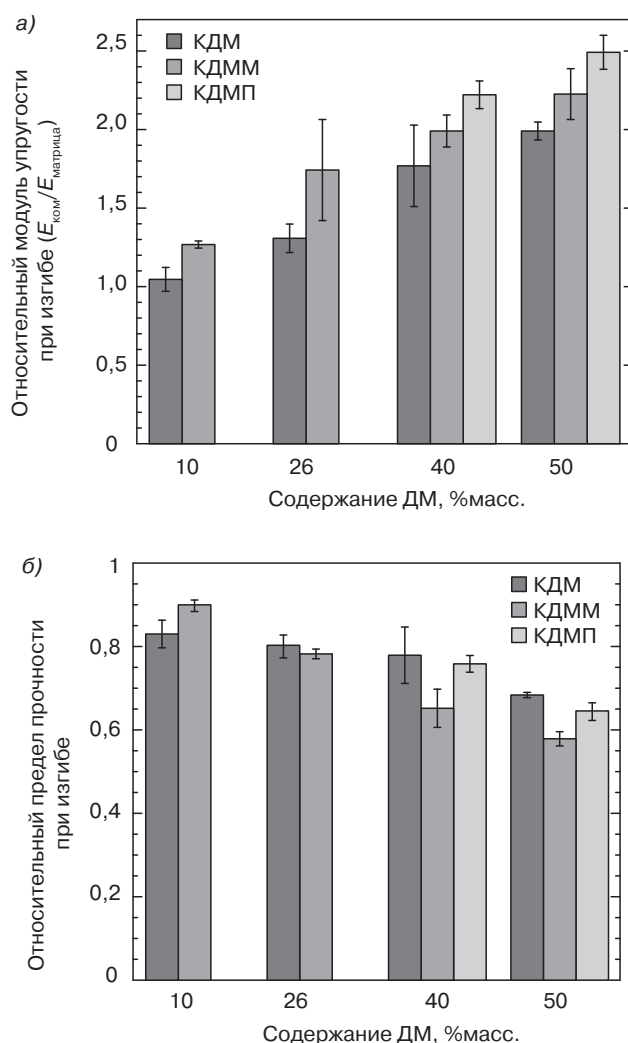 а)
Относительный модуль упругости
при изгибе (Eком/Eматрица)
2,5
2,0
1,5
1,0
0,5
0
КДМ
КДММ
КДМП
10 26 40 50
Содержание ДМ, %масс.
б)
Относительный предел прочности
при изгибе
1
0,8
0,6
0,4
0,2
0
КДМ
КДММ
КДМП
10 26 40 50
Содержание ДМ, %масс.